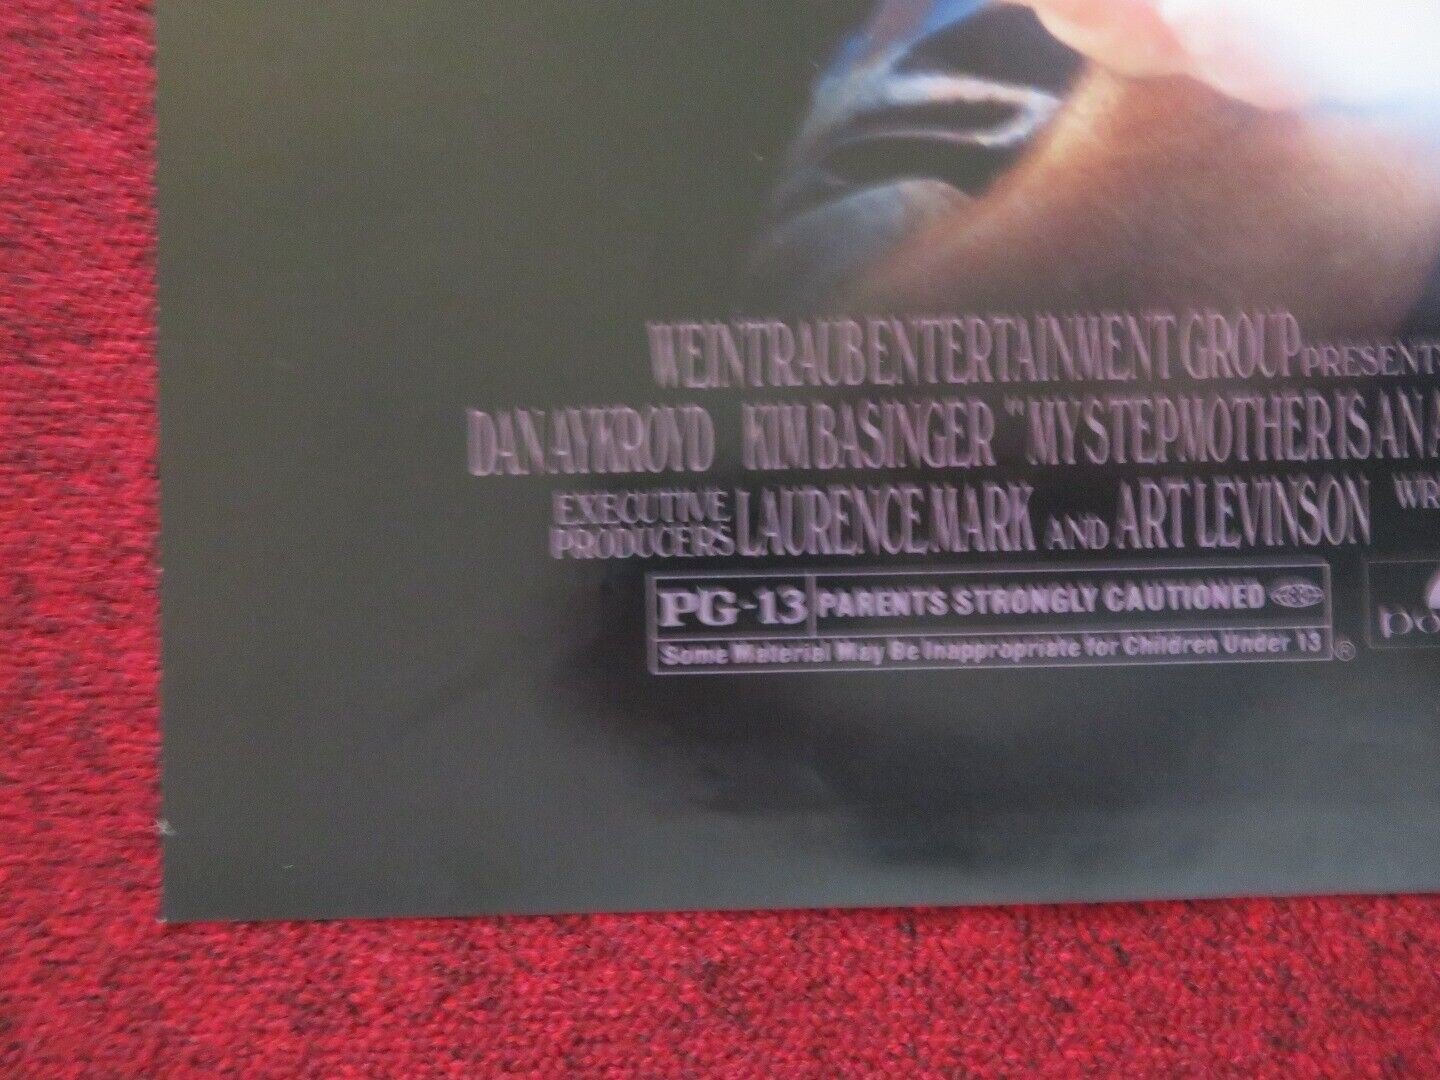 WEINTRAUB ENTERTAINMENT GROUP PRESENTS
DAN AYKROYD KIM BASINGER "MY STEPMOTHER IS AN A
EXECUTIVE PRODUCERS LAURENCE MARK AND ART LEVINSON WR
PG-13 PARENTS STRONGLY CAUTIONED
Some Material May Be Inappropriate for Children Under 13 ®